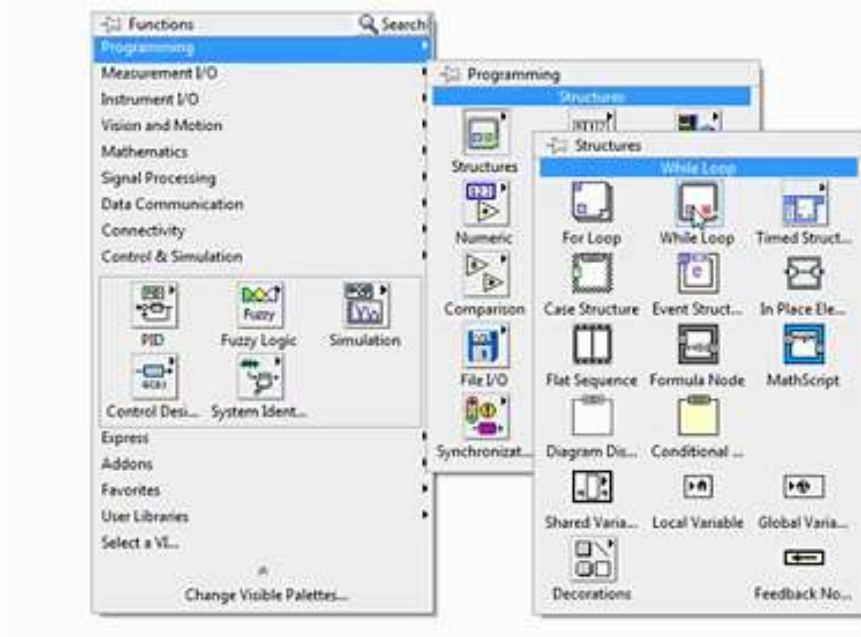 Functions
Search
Programming
Measurement I/O
Instrument I/O
Vision and Motion
Mathematics
Signal Processing
Data Communication
Connectivity
Control & Simulation
PID
Fuzzy Logic
Simulation
Control Desi...
System Ident...
Express
Addons
Favorites
User Libraries
Select a VI...
Change Visible Palettes...
Programming
Structures
Structures
Numeric
Comparison
File I/O
Synchronizat...
Structures
While Loop
For Loop
While Loop
Timed Struct...
Case Structure
Event Struct...
In Place Ele...
Flat Sequence
Formula Node
MathScript
Diagram Dis...
Conditional ...
Shared Varia...
Local Variable
Global Varia...
Decorations
Feedback No...